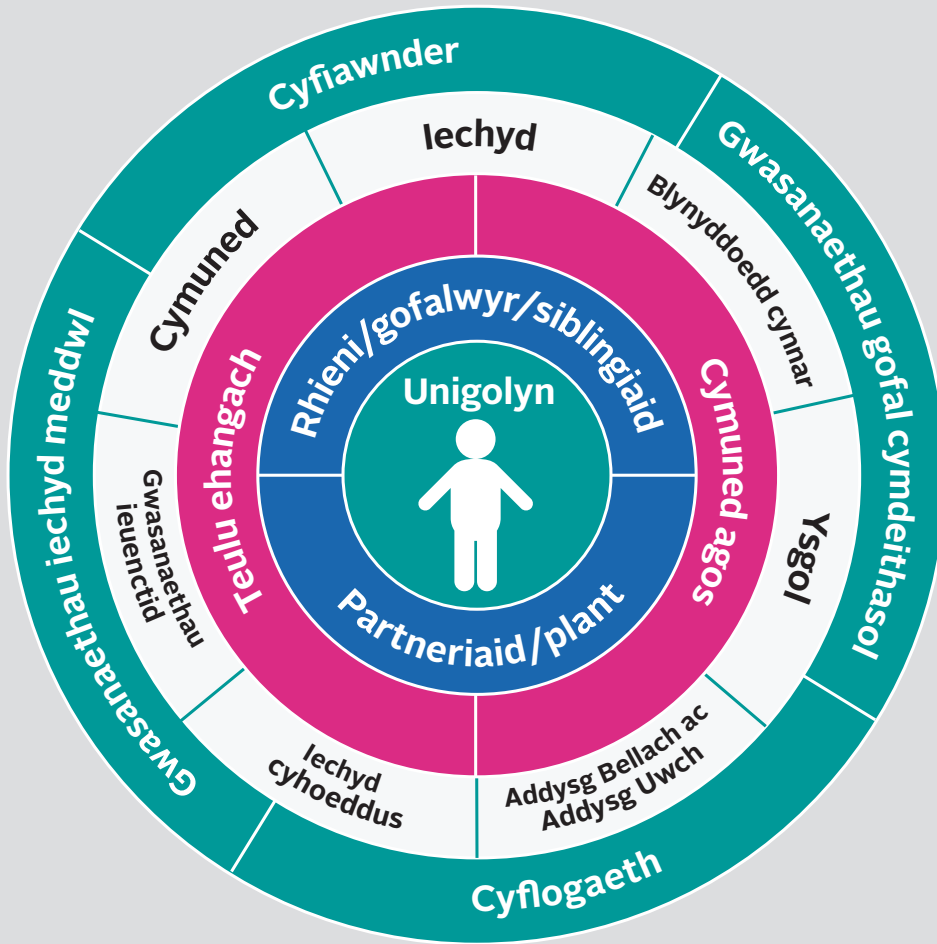 Cyfiawnder
Gwasanaethau gofal cymdeithasol
Cyflogaeth
Gwasanaethau iechyd meddwl
Iechyd
Blynyddoedd cynnar
Ysgol
Addysg Bellach ac
Addysg Uwch
Iechyd
cyhoeddus
Gwasanaethau
ieuenctid
Cymuned
Teulu ehangach
Cymuned agos
Rhieni/gofalwyr/siblingiaid
Partneriaid/plant
Unigolyn